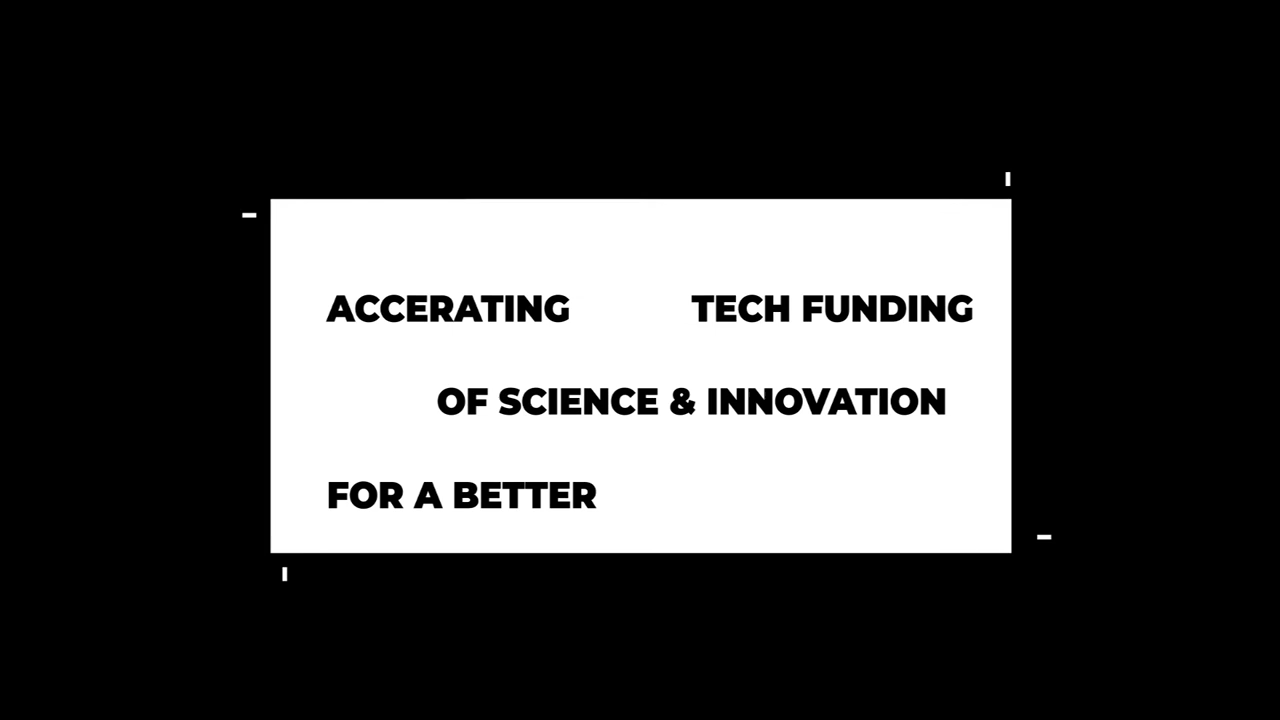 ACCERATING TECH FUNDING
OF SCIENCE & INNOVATION
FOR A BETTER